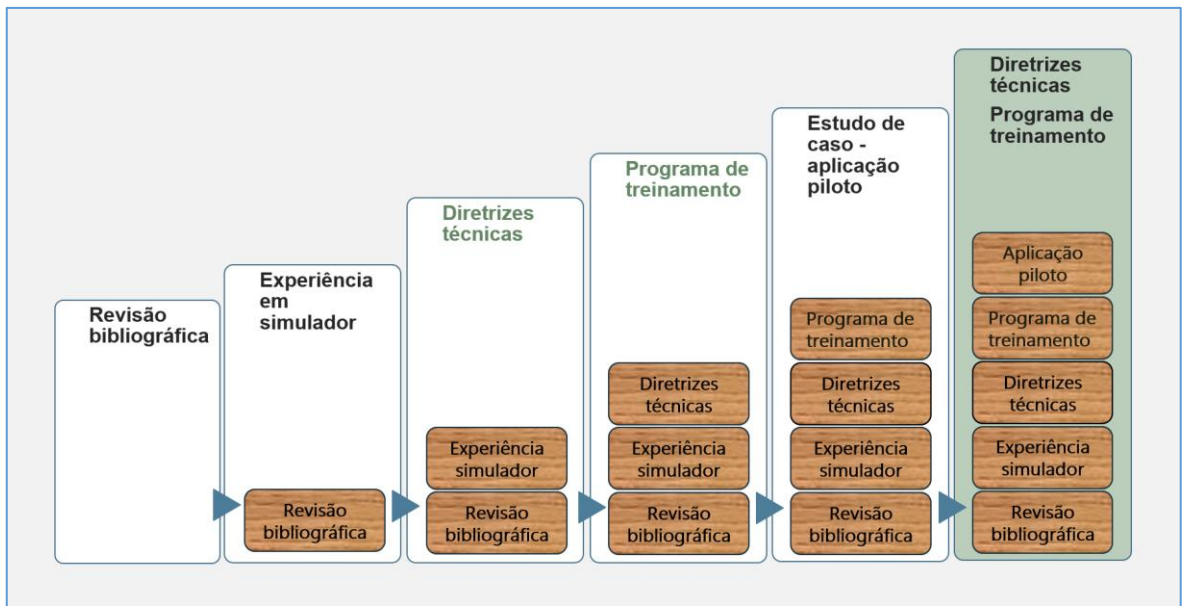 Revisão
bibliográfica
Experiência
em
simulador
Revisão
bibliográfica
Diretrizes
técnicas
Experiência
simulador
Revisão
bibliográfica
Programa de
treinamento
Diretrizes
técnicas
Experiência
simulador
Revisão
bibliográfica
Estudo de
caso -
aplicação
piloto
Programa de
treinamento
Diretrizes
técnicas
Experiência
simulador
Revisão
bibliográfica
Diretrizes
técnicas
Programa de
treinamento
Aplicação
piloto
Programa de
treinamento
Diretrizes
técnicas
Experiência
simulador
Revisão
bibliográfica